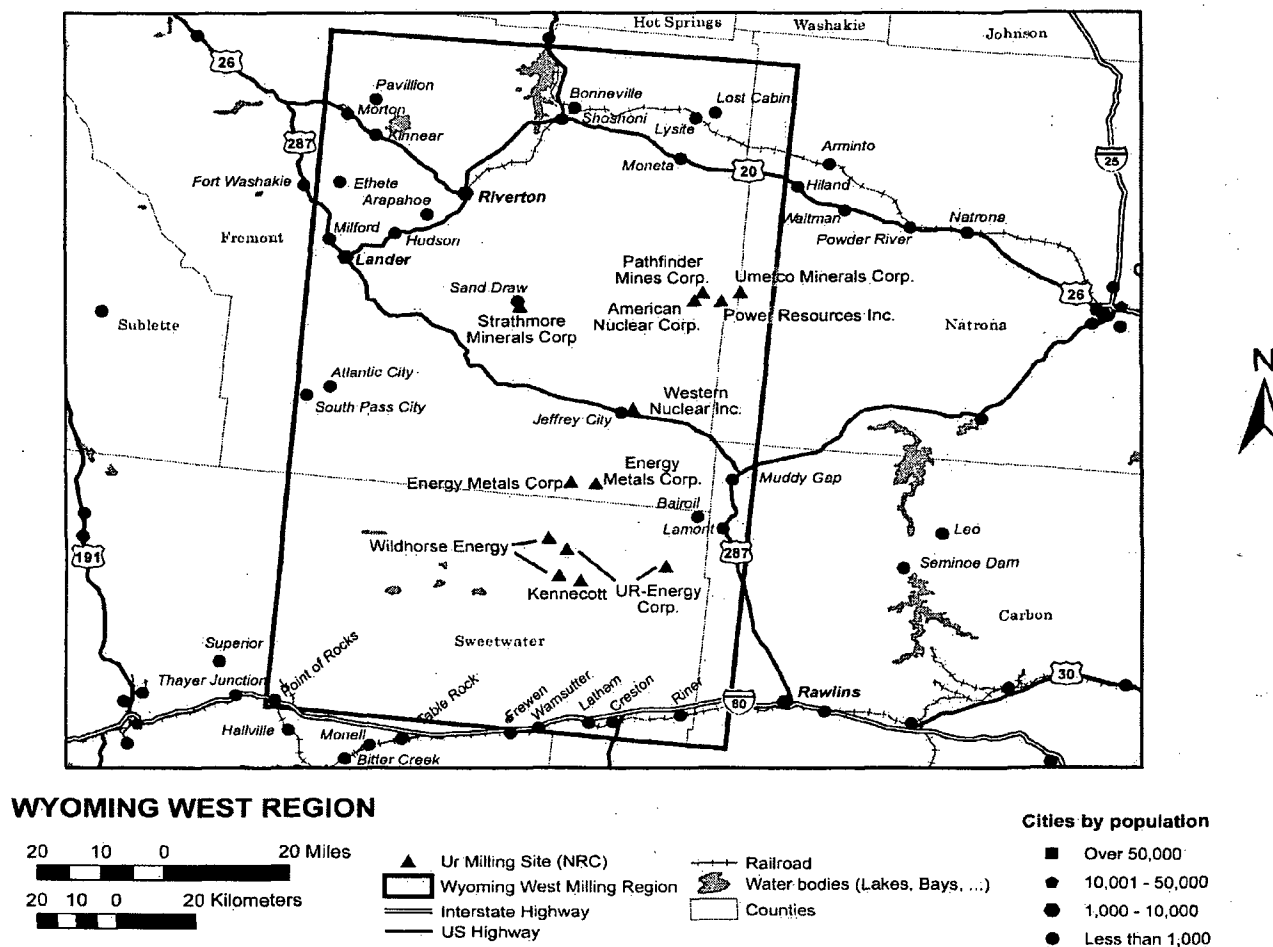 Hot Springs
Washakie
Johnson
26
Pavillion
Bonneville
Lost Cabin
Morton
Shoshoni
Lysite
Kinnear
287
Arminto
25
Moneta
20
Fort Washakie
Ethete
Hiland
Arapahoe
Riverton
Waltman
Natrona
Milford
Fremont
Hudson
Powder River
Lander
Pathfinder
Mines Corp.
Umetco Minerals Corp.
Sand Draw
26
American
Nuclear Corp.
Power Resources Inc.
Sublette
Strathmore
Minerals Corp
Natrona
N
Atlantic City
Western
Nuclear Inc.
South Pass City
Jeffrey City
Energy
Metals Corp.
Energy Metals Corp
Muddy Gap
Bairoil
Lamont
Leo
Wildhorse Energy
287
191
Seminoe Dam
Kennecott
UR-Energy
Corp.
Carbon
Sweetwater
Superior
Point of Rocks
Thayer Junction
30
Table Rock
Frewen
Wamsutter
Latham
Creston
Riner
Rawlins
80
Hallville
Monell
Bitter Creek
WYOMING WEST REGION
20 10 0 20 Miles
20 10 0 20 Kilometers
Ur Milling Site (NRC)
Wyoming West Milling Region
Interstate Highway
US Highway
Railroad
Water bodies (Lakes, Bays, ...)
Counties
Cities by population
Over 50,000
10,001 - 50,000
1,000 - 10,000
Less than 1,000